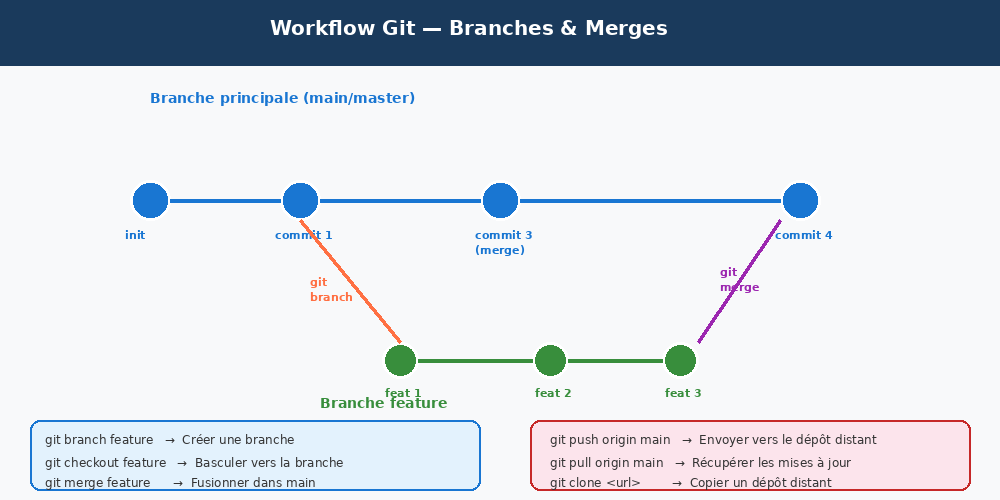 Workflow Git — Branches & Merges
Branche principale (main/master)
init
commit 1
commit 3
(merge)
commit 4
git
branch
git
merge
feat 1
feat 2
feat 3
Branche feature
git branch feature → Créer une branche
git checkout feature → Basculer vers la branche
git merge feature → Fusionner dans main
git push origin main → Envoyer vers le dépôt distant
git pull origin main → Récupérer les mises à jour
git clone <url> → Copier un dépôt distant